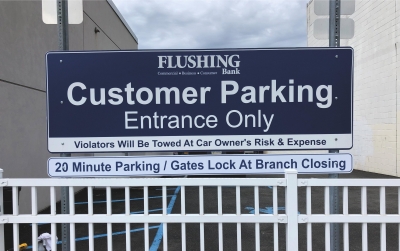 FLUSHING
Commercial • Business • Consumer
Bank
Customer Parking
Entrance Only
Violators Will Be Towed At Car Owner's Risk & Expense
20 Minute Parking / Gates Lock At Branch Closing